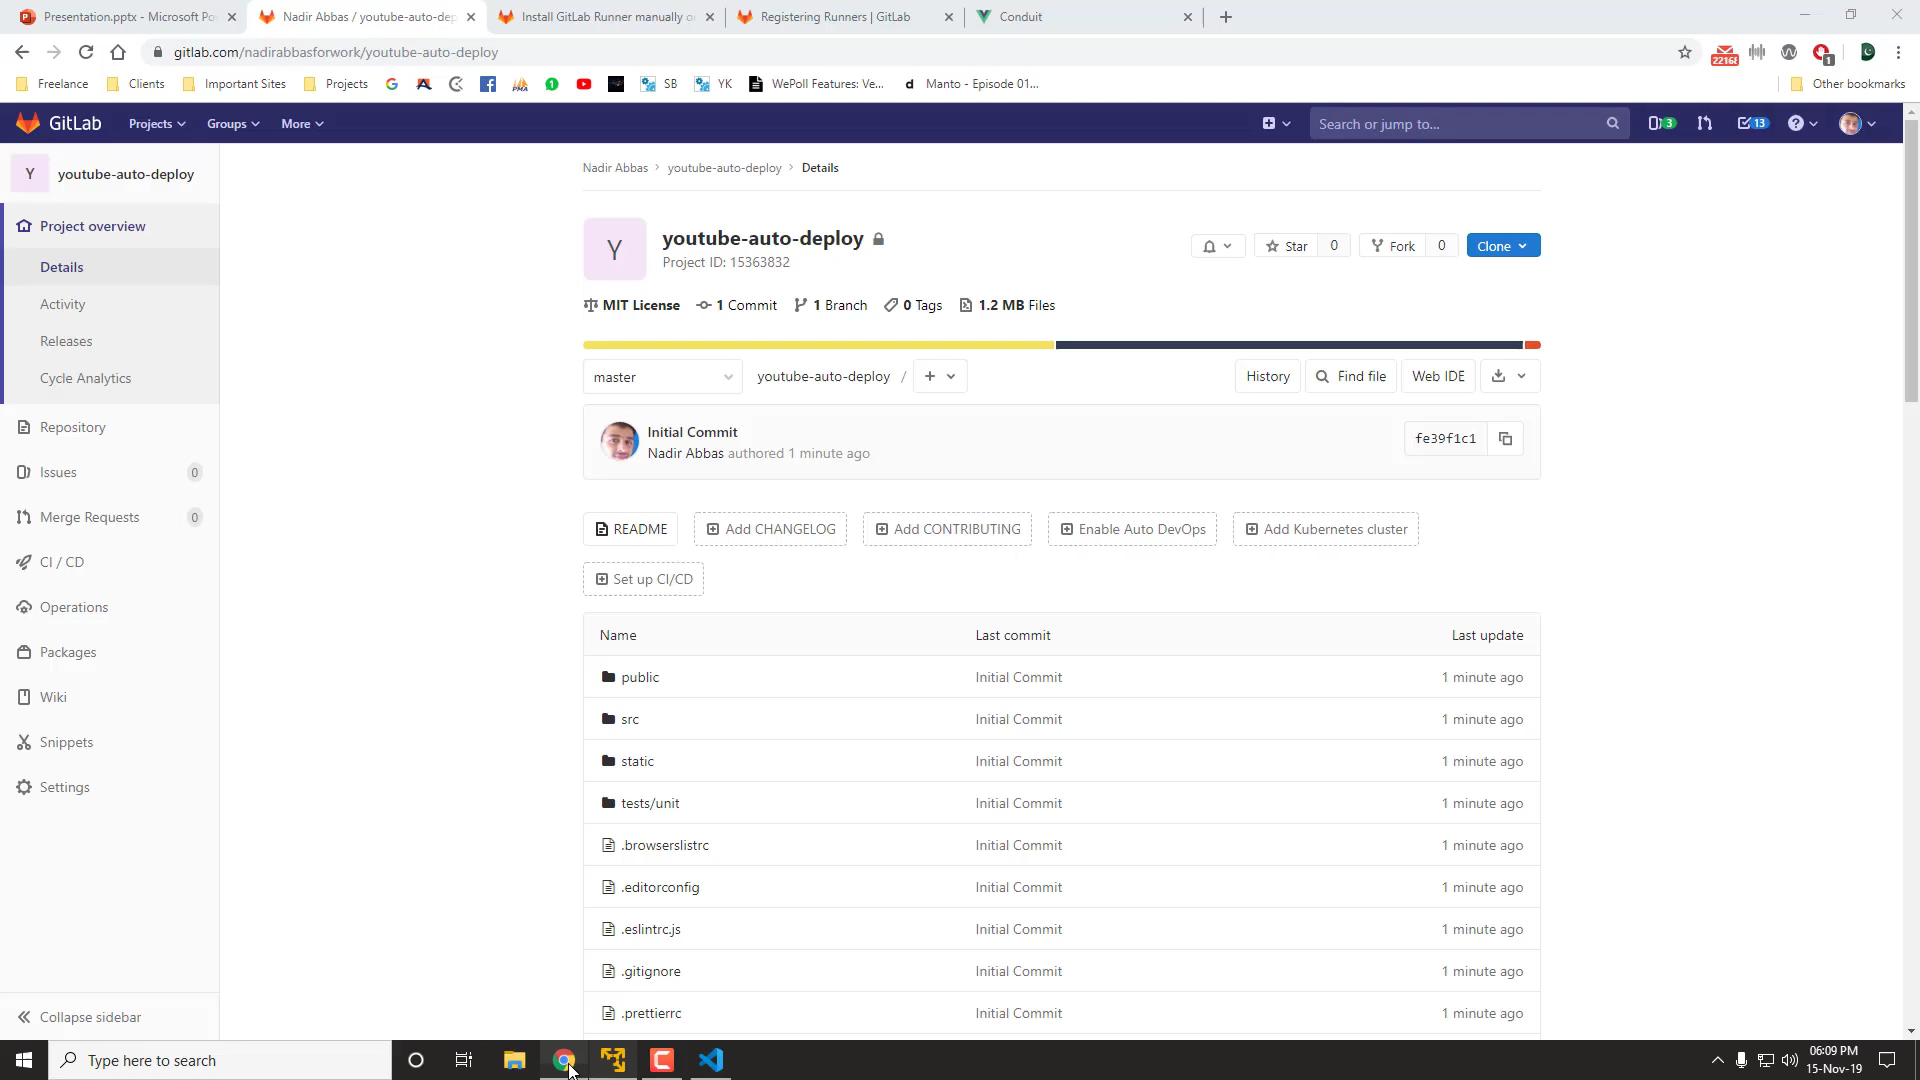 Presentation.pptx - Microsoft Po
Nadir Abbas / youtube-auto-dep
Install GitLab Runner manually o
Registering Runners | GitLab
Conduit
gitlab.com/nadirabbasforwork/youtube-auto-deploy
22168
1
Freelance
Clients
Important Sites
Projects
SB
YK
WePoll Features: Ve...
d Manto - Episode 01...
Other bookmarks
GitLab
Projects
Groups
More
Search or jump to...
3
13
Y youtube-auto-deploy
Project overview
Details
Activity
Releases
Cycle Analytics
Repository
Issues 0
Merge Requests 0
CI / CD
Operations
Packages
Wiki
Snippets
Settings
Collapse sidebar
Nadir Abbas > youtube-auto-deploy > Details
Y
youtube-auto-deploy
Project ID: 15363832
Star 0
Fork 0
Clone
MIT License 1 Commit 1 Branch 0 Tags 1.2 MB Files
master
youtube-auto-deploy / +
History
Find file
Web IDE
Initial Commit
Nadir Abbas authored 1 minute ago
fe39f1c1
README
Add CHANGELOG
Add CONTRIBUTING
Enable Auto DevOps
Add Kubernetes cluster
Set up CI/CD
Name Last commit Last update
public Initial Commit 1 minute ago
src Initial Commit 1 minute ago
static Initial Commit 1 minute ago
tests/unit Initial Commit 1 minute ago
.browserslistrc Initial Commit 1 minute ago
.editorconfig Initial Commit 1 minute ago
.eslintrc.js Initial Commit 1 minute ago
.gitignore Initial Commit 1 minute ago
.prettierrc Initial Commit 1 minute ago
Type here to search
06:09 PM
15-Nov-19